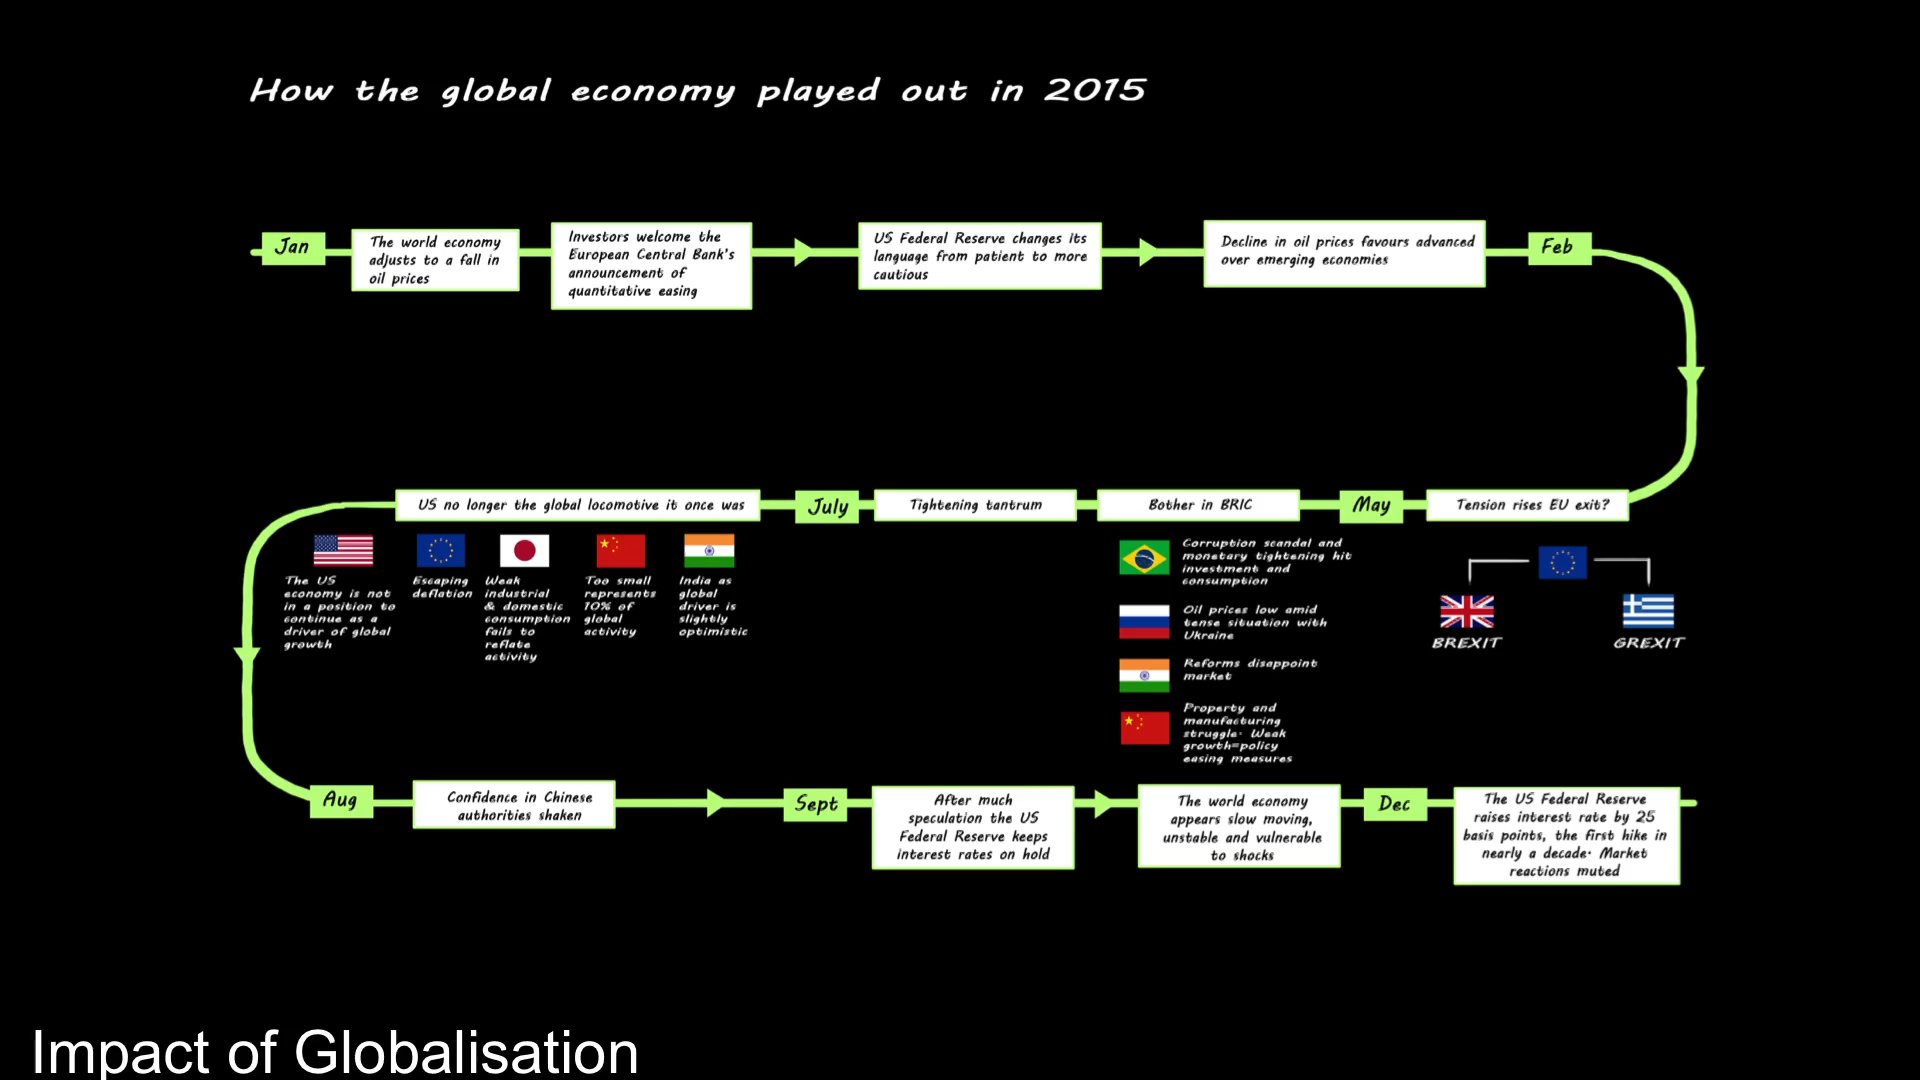 How the global economy played out in 2015
Jan
The world economy
adjusts to a fall in
oil prices
Investors welcome the
European Central Bank's
announcement of
quantitative easing
US Federal Reserve changes its
language from patient to more
cautious
Decline in oil prices favours advanced
over emerging economies
Feb
Tension rises EU exit?
BREXIT
GREXIT
May
Bother in BRIC
Corruption scandal and
monetary tightening hit
investment and
consumption
Oil prices low amid
tense situation with
Ukraine
Reforms disappoint
market
Property and
manufacturing
struggle. Weak
growth=policy
easing measures
Tightening tantrum
July
US no longer the global locomotive it once was
The US
economy is not
in a position to
continue as a
driver of global
growth
Escaping
deflation
Weak
industrial
& domestic
consumption
fails to
reflate
activity
Too small
represents
10% of
global
activity
India as
global
driver is
slightly
optimistic
Aug
Confidence in Chinese
authorities shaken
Sept
After much
speculation the US
Federal Reserve keeps
interest rates on hold
The world economy
appears slow moving,
unstable and vulnerable
to shocks
Dec
The US Federal Reserve
raises interest rate by 25
basis points, the first hike in
nearly a decade. Market
reactions muted
Impact of Globalisation